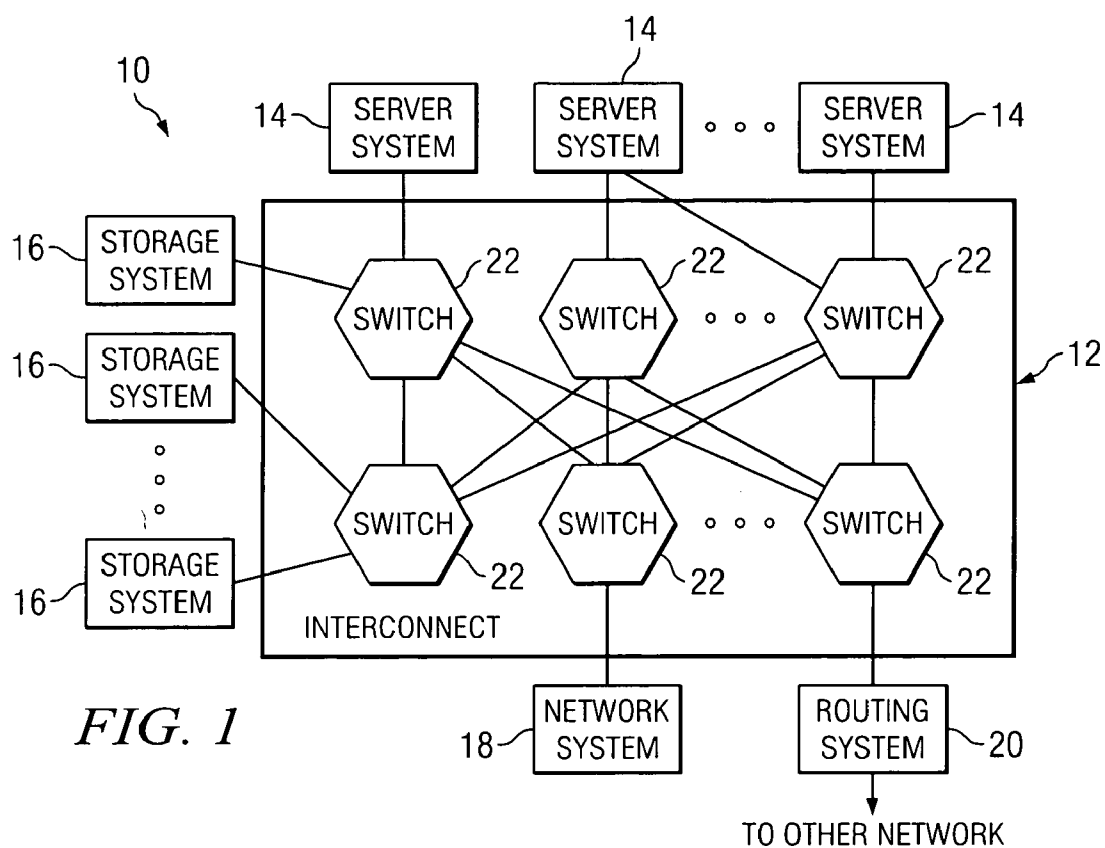 10
14
14
SERVER
SYSTEM
SERVER
SYSTEM
SERVER
SYSTEM
14
16
STORAGE
SYSTEM
22
SWITCH
22
SWITCH
22
SWITCH
16
STORAGE
SYSTEM
12
SWITCH
22
SWITCH
22
SWITCH
22
16
STORAGE
SYSTEM
INTERCONNECT
FIG. 1
18
NETWORK
SYSTEM
ROUTING
SYSTEM
20
TO OTHER NETWORK